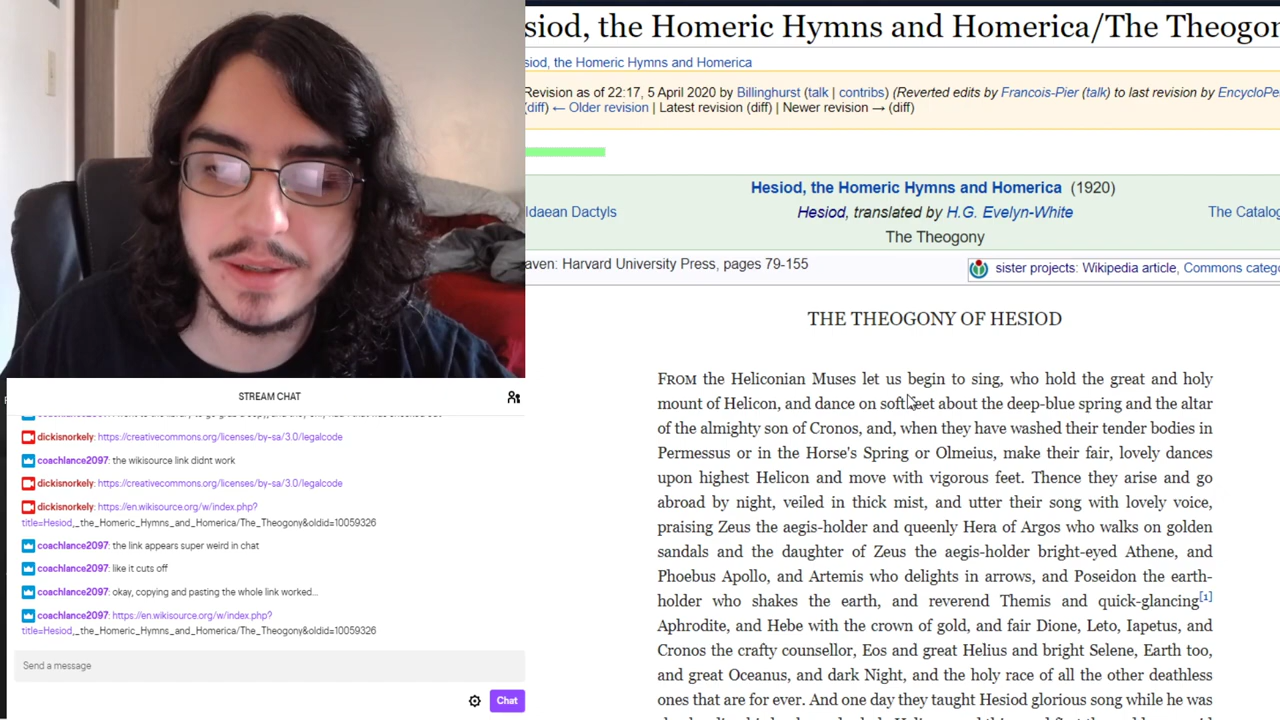 siod, the Homeric Hymns and Homerica/The Theogon
siod, the Homeric Hymns and Homerica
Revision as of 22:17, 5 April 2020 by Billinghurst (talk | contribs) (Reverted edits by Francois-Pier (talk) to last revision by EncycloPe
(diff) ← Older revision | Latest revision (diff) | Newer revision → (diff)
Hesiod, the Homeric Hymns and Homerica (1920)
Idaean Dactyls
Hesiod, translated by H.G. Evelyn-White
The Catalog
The Theogony
aven: Harvard University Press, pages 79-155
sister projects: Wikipedia article, Commons categ
THE THEOGONY OF HESIOD
FROM the Heliconian Muses let us begin to sing, who hold the great and holy
mount of Helicon, and dance on soft feet about the deep-blue spring and the altar
of the almighty son of Cronos, and, when they have washed their tender bodies in
Permessus or in the Horse's Spring or Olmeius, make their fair, lovely dances
upon highest Helicon and move with vigorous feet. Thence they arise and go
abroad by night, veiled in thick mist, and utter their song with lovely voice,
praising Zeus the aegis-holder and queenly Hera of Argos who walks on golden
sandals and the daughter of Zeus the aegis-holder bright-eyed Athene, and
Phoebus Apollo, and Artemis who delights in arrows, and Poseidon the earth-
holder who shakes the earth, and reverend Themis and quick-glancing[1]
Aphrodite, and Hebe with the crown of gold, and fair Dione, Leto, Iapetus, and
Cronos the crafty counsellor, Eos and great Helius and bright Selene, Earth too,
and great Oceanus, and dark Night, and the holy race of all the other deathless
ones that are for ever. And one day they taught Hesiod glorious song while he was
STREAM CHAT
dickisnorkely: https://creativecommons.org/licenses/by-sa/3.0/legalcode
coachlance2097: the wikisource link didnt work
dickisnorkely: https://creativecommons.org/licenses/by-sa/3.0/legalcode
dickisnorkely: https://en.wikisource.org/w/index.php?
title=Hesiod,_the_Homeric_Hymns_and_Homerica/The_Theogony&oldid=10059326
coachlance2097: the link appears super weird in chat
coachlance2097: like it cuts off
coachlance2097: okay, copying and pasting the whole link worked...
coachlance2097: https://en.wikisource.org/w/index.php?
title=Hesiod,_the_Homeric_Hymns_and_Homerica/The_Theogony&oldid=10059326
Send a message
Chat